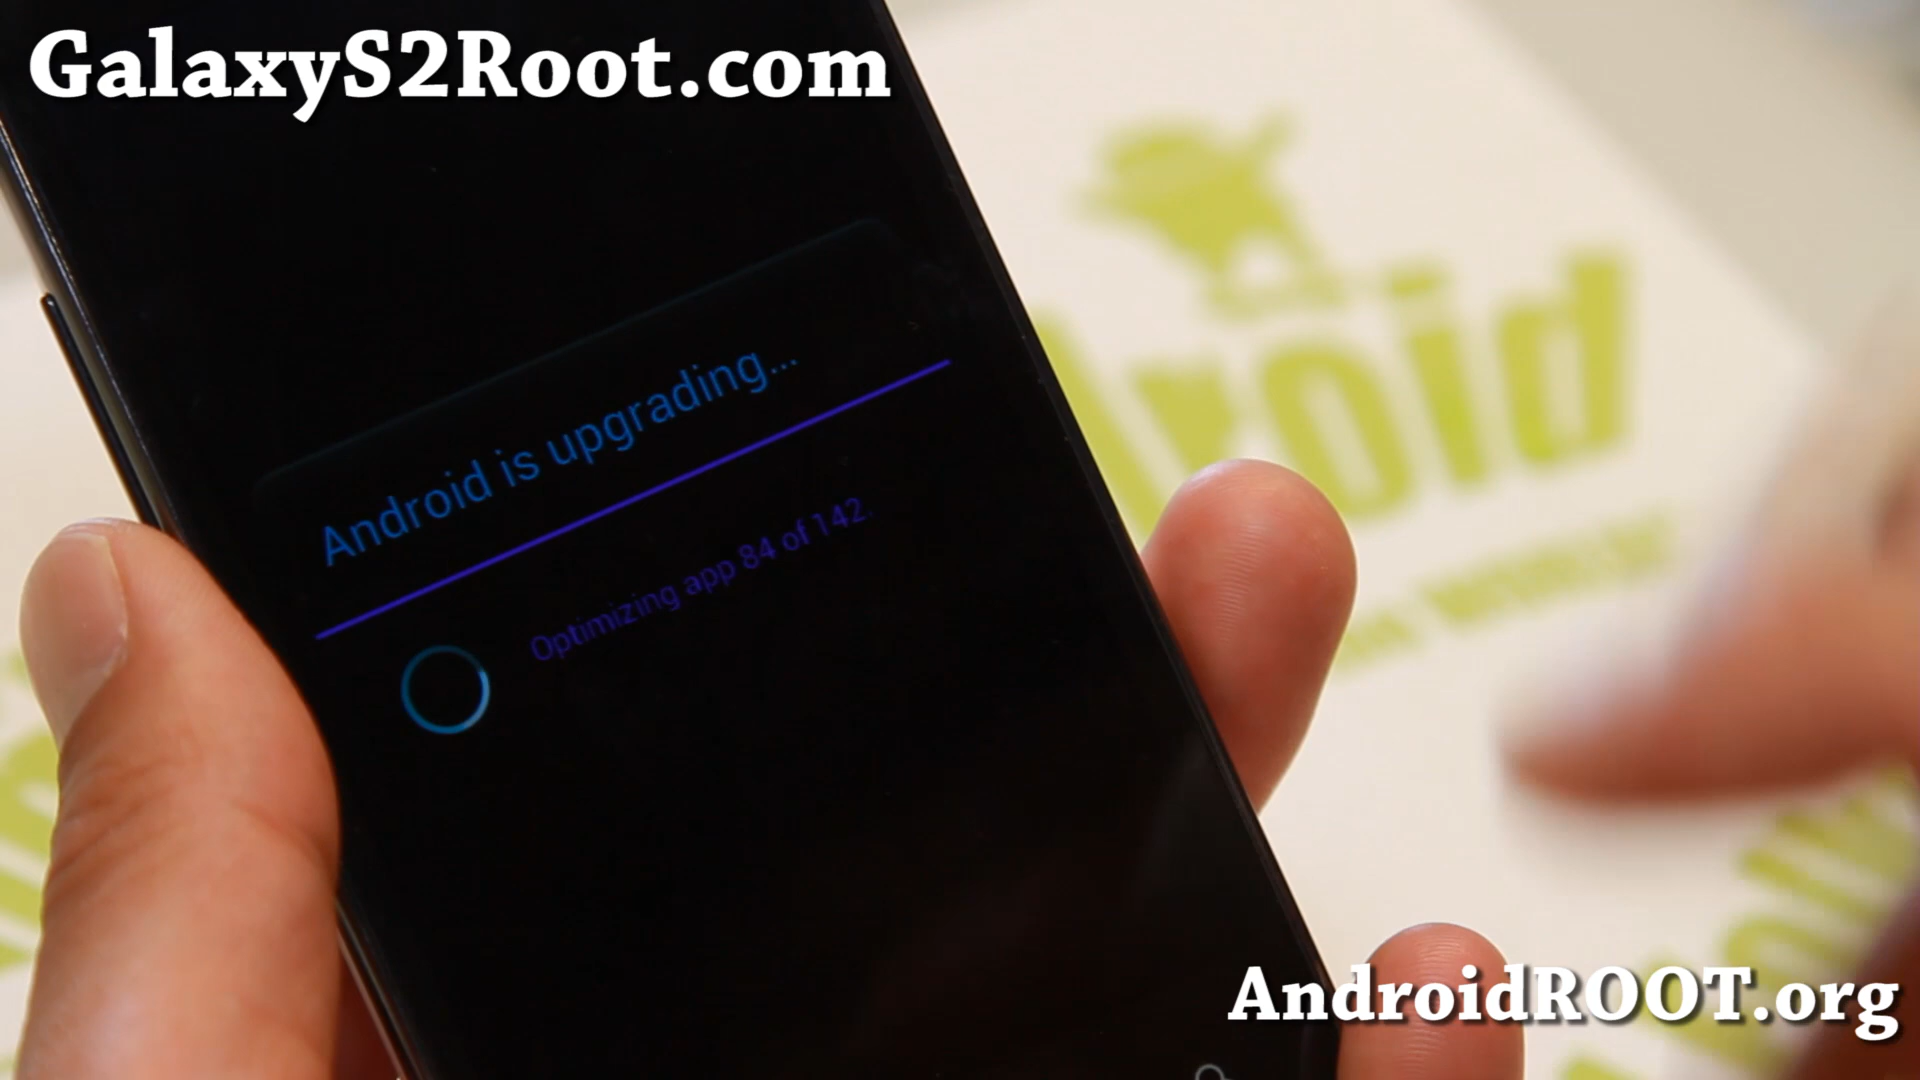 GalaxyS2Root.com
Android is upgrading...
Optimizing app 84 of 142.
AndroidROOT.org